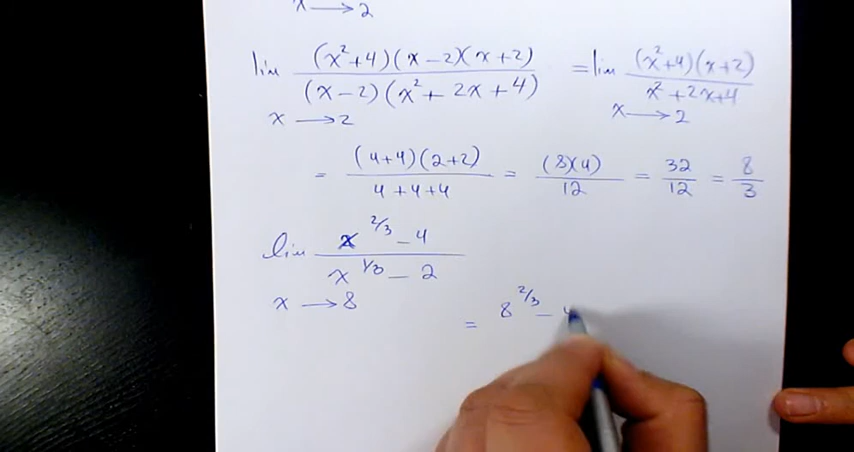 x → 2
lim (x²+4)(x−2)(x+2) / (x−2)(x²+2x+4) = lim (x²+4)(x+2) / x²+2x+4
x → 2 x → 2
= (4+4)(2+2) / 4+4+4 = (8)(4) / 12 = 32/12 = 8/3
lim x^2/3 − 4 / x^1/3 − 2
x → 8
= 8^2/3 − 4